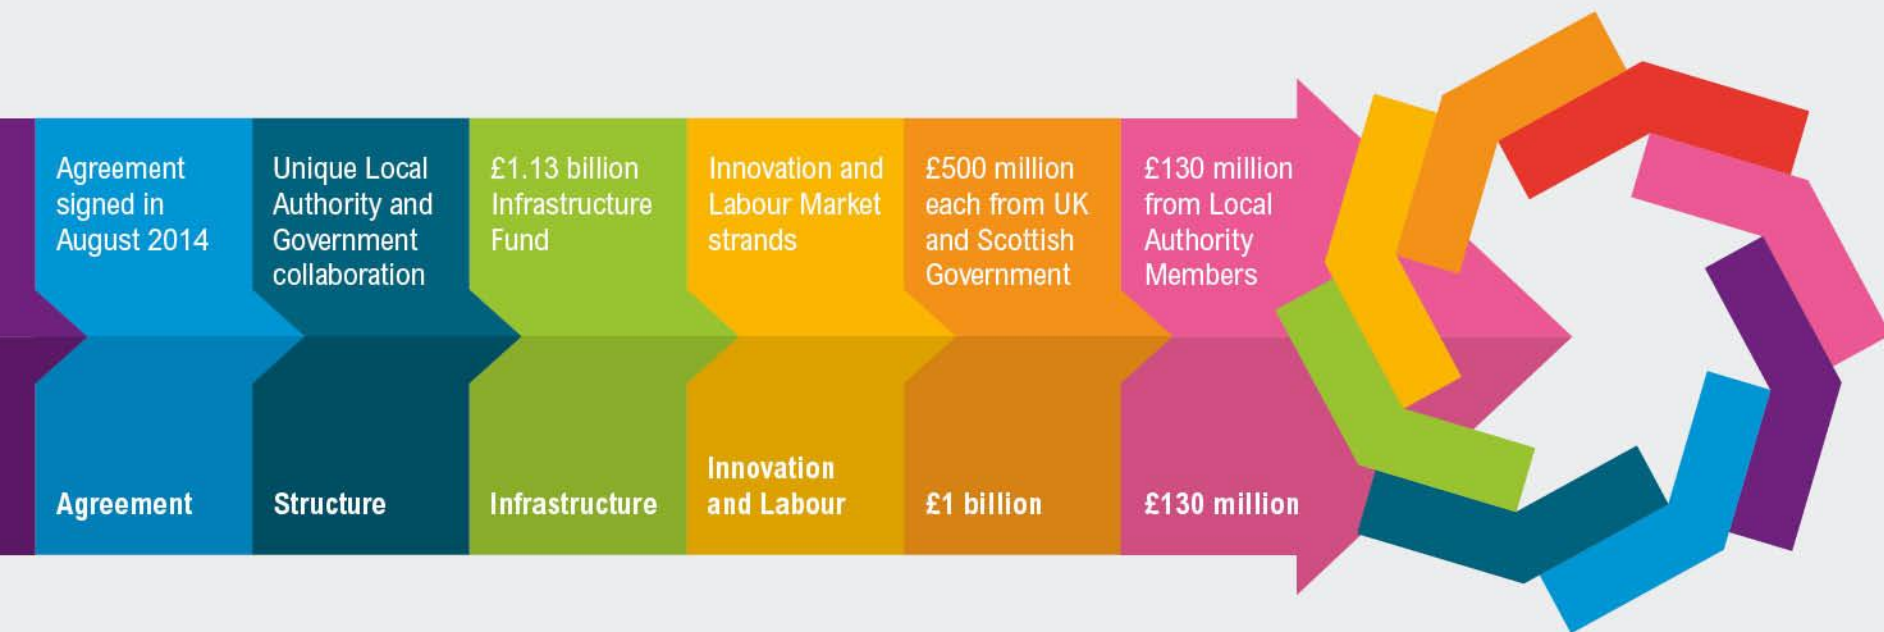 Agreement
signed in
August 2014
Unique Local
Authority and
Government
collaboration
£1.13 billion
Infrastructure
Fund
Innovation and
Labour Market
strands
£500 million
each from UK
and Scottish
Government
£130 million
from Local
Authority
Members
Agreement
Structure
Infrastructure
Innovation
and Labour
£1 billion
£130 million